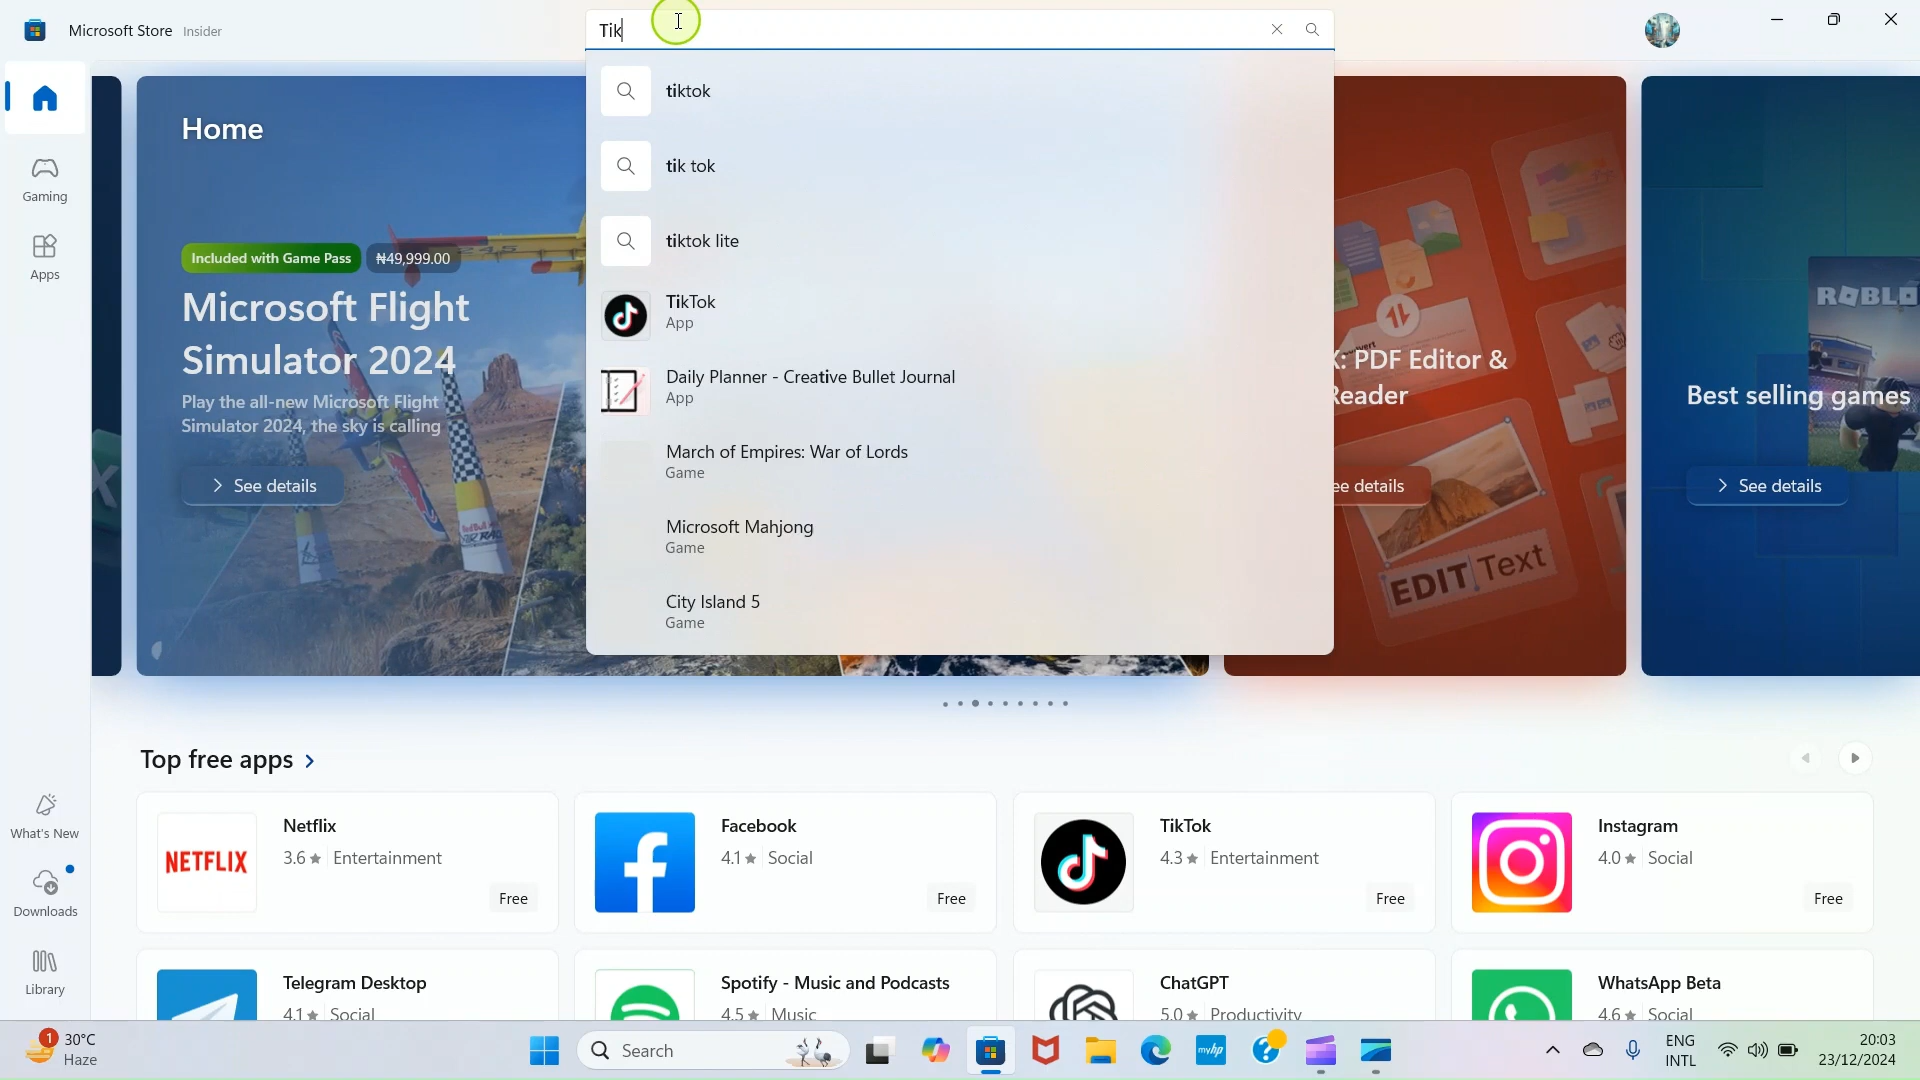 Microsoft Store Insider
Tik
Home
Gaming
Apps
What's New
Downloads
Library
tiktok
tik tok
tiktok lite
TikTok
App
Daily Planner - Creative Bullet Journal
App
March of Empires: War of Lords
Game
Microsoft Mahjong
Game
City Island 5
Game
Included with Game Pass
₦49,999.00
Microsoft Flight
Simulator 2024
Play the all-new Microsoft Flight
Simulator 2024, the sky is calling
See details
X: PDF Editor &
Reader
ee details
EDIT Text
ROBLO
Best selling games
See details
Top free apps
Netflix
3.6 Entertainment
Free
NETFLIX
Facebook
4.1 Social
Free
TikTok
4.3 Entertainment
Free
Instagram
4.0 Social
Free
Telegram Desktop
4.1 Social
Spotify - Music and Podcasts
4.5 Music
ChatGPT
5.0 Productivity
WhatsApp Beta
4.6 Social
1
30°C
Haze
Search
myhp
ENG
INTL
20:03
23/12/2024